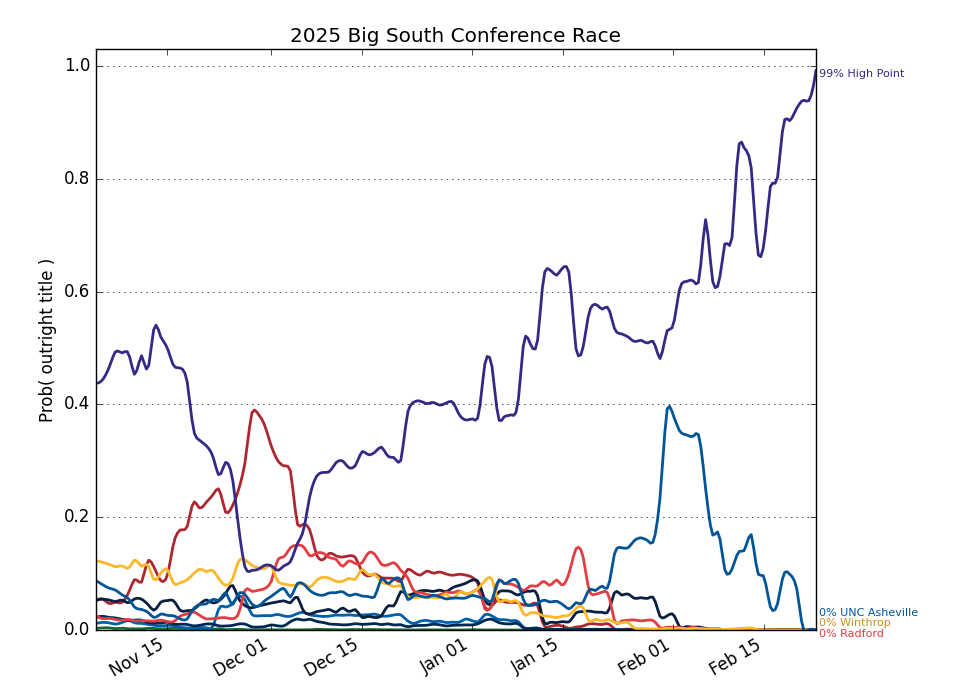 2025 Big South Conference Race
1.0
99% High Point
0.8
0.6
Prob( outright title )
0.4
0.2
0% UNC Asheville
0% Winthrop
0.0
0% Radford
Nov 15
Dec 01
Dec 15
Jan 01
Jan 15
Feb 01
Feb 15